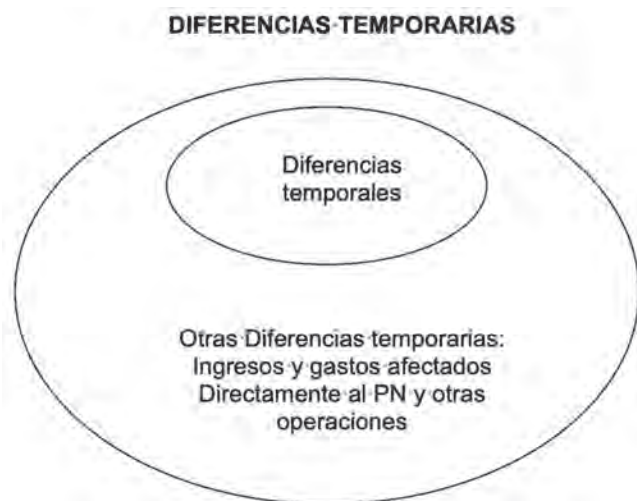 DIFERENCIAS TEMPORARIAS
Diferencias
temporales
Otras Diferencias temporarias:
Ingresos y gastos afectados
Directamente al PN y otras
operaciones